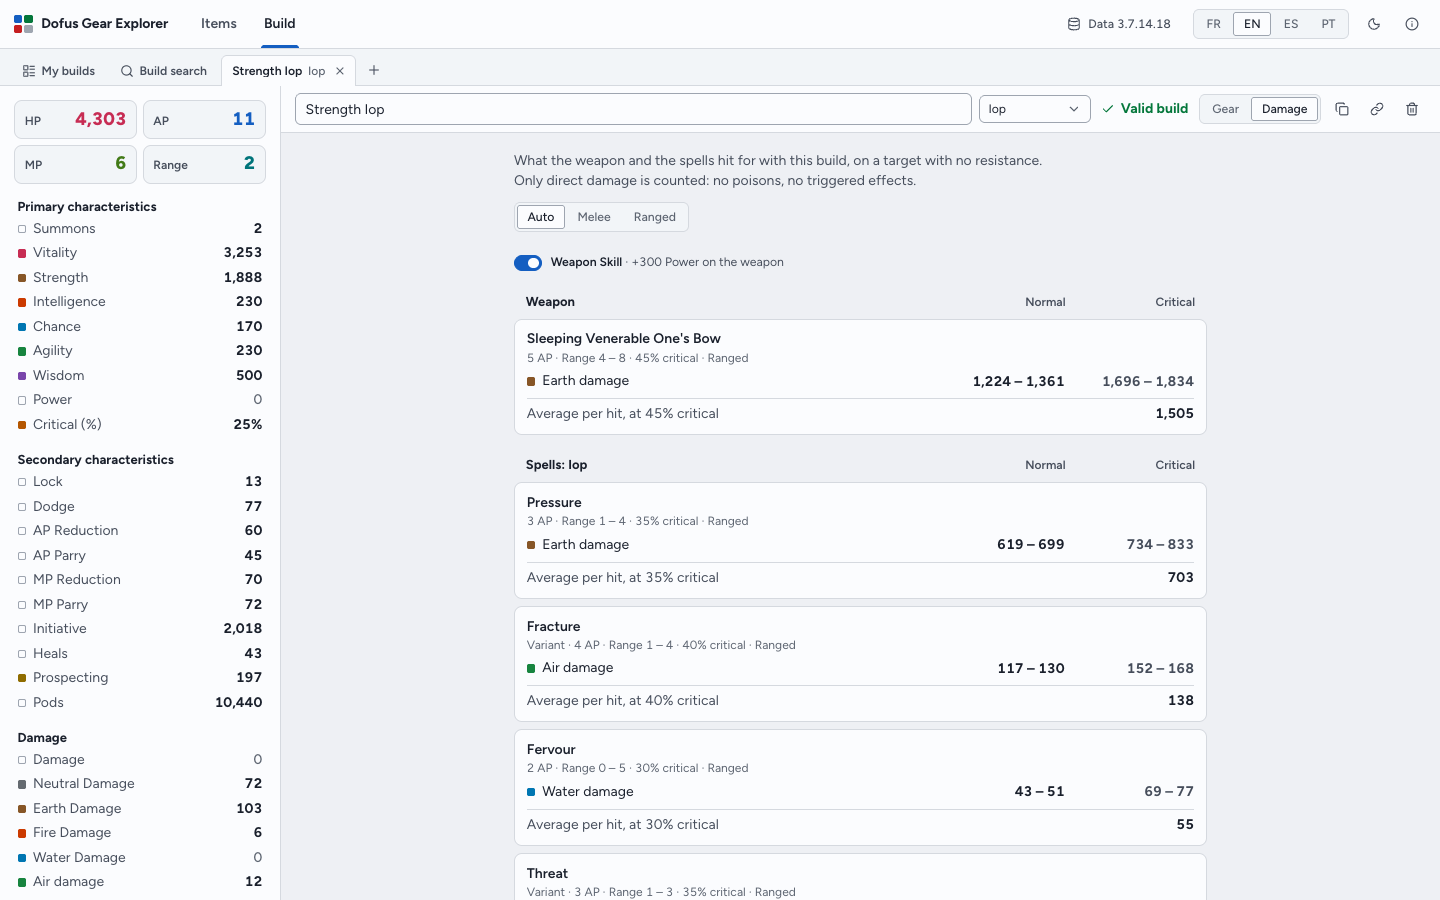 Dofus Gear Explorer
Items
Build
Data 3.7.14.18
FR
EN
ES
PT
My builds
Build search
Strength Iop Iop
HP 4,303
AP 11
MP 6
Range 2
Primary characteristics
Summons 2
Vitality 3,253
Strength 1,888
Intelligence 230
Chance 170
Agility 230
Wisdom 500
Power 0
Critical (%) 25%
Secondary characteristics
Lock 13
Dodge 77
AP Reduction 60
AP Parry 45
MP Reduction 70
MP Parry 72
Initiative 2,018
Heals 43
Prospecting 197
Pods 10,440
Damage
Damage 0
Neutral Damage 72
Earth Damage 103
Fire Damage 6
Water Damage 0
Air damage 12
Strength Iop
Iop
Valid build
Gear
Damage
What the weapon and the spells hit for with this build, on a target with no resistance.
Only direct damage is counted: no poisons, no triggered effects.
Auto
Melee
Ranged
Weapon Skill · +300 Power on the weapon
Weapon Normal Critical
Sleeping Venerable One's Bow
5 AP · Range 4 – 8 · 45% critical · Ranged
Earth damage 1,224 – 1,361 1,696 – 1,834
Average per hit, at 45% critical 1,505
Spells: Iop Normal Critical
Pressure
3 AP · Range 1 – 4 · 35% critical · Ranged
Earth damage 619 – 699 734 – 833
Average per hit, at 35% critical 703
Fracture
Variant · 4 AP · Range 1 – 4 · 40% critical · Ranged
Air damage 117 – 130 152 – 168
Average per hit, at 40% critical 138
Fervour
2 AP · Range 0 – 5 · 30% critical · Ranged
Water damage 43 – 51 69 – 77
Average per hit, at 30% critical 55
Threat
Variant · 3 AP · Range 1 – 3 · 35% critical · Ranged